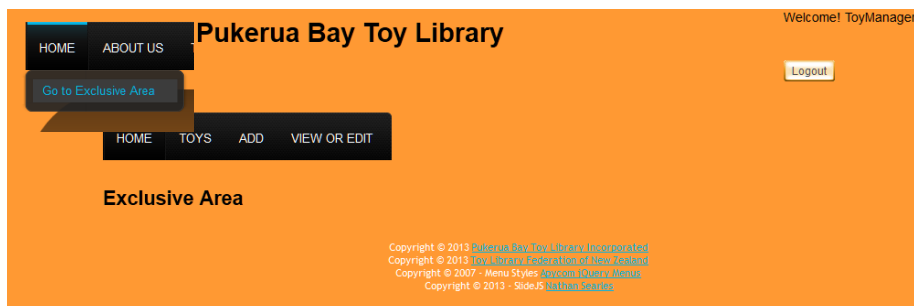 Welcome! ToyManager
Pukerua Bay Toy Library
HOME ABOUT US
Logout
Go to Exclusive Area
HOME TOYS ADD VIEW OR EDIT
Exclusive Area
Copyright © 2013 Pukerua Bay Toy Library Incorporated
Copyright © 2013 Toy Library Federation of New Zealand
Copyright © 2007 - Menu Styles Apycom jQuery Menus
Copyright © 2013 - SlideJS Nathan Searles